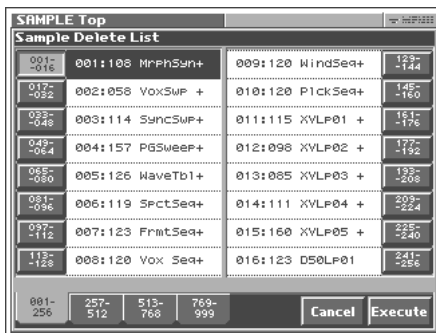 SAMPLE Top
Sample Delete List
001-
-016
001:108 MrphSyn+
009:120 WindSeq+
129-
-144
017-
-032
002:058 VoxSwp +
010:120 PlckSeq+
145-
-160
033-
-048
003:114 SyncSwp+
011:115 XVLp01 +
161-
-176
049-
-064
004:157 PGSweep+
012:098 XVLp02 +
177-
-192
065-
-080
005:126 WaveTbl+
013:085 XVLp03 +
193-
-208
081-
-096
006:119 SpctSeq+
014:111 XVLp04 +
209-
-224
097-
-112
007:123 FrmtSeq+
015:160 XVLp05 +
225-
-240
113-
-128
008:120 Vox Seq+
016:123 D50Lp01
241-
-256
001-
256
257-
512
513-
768
769-
999
Cancel
Execute